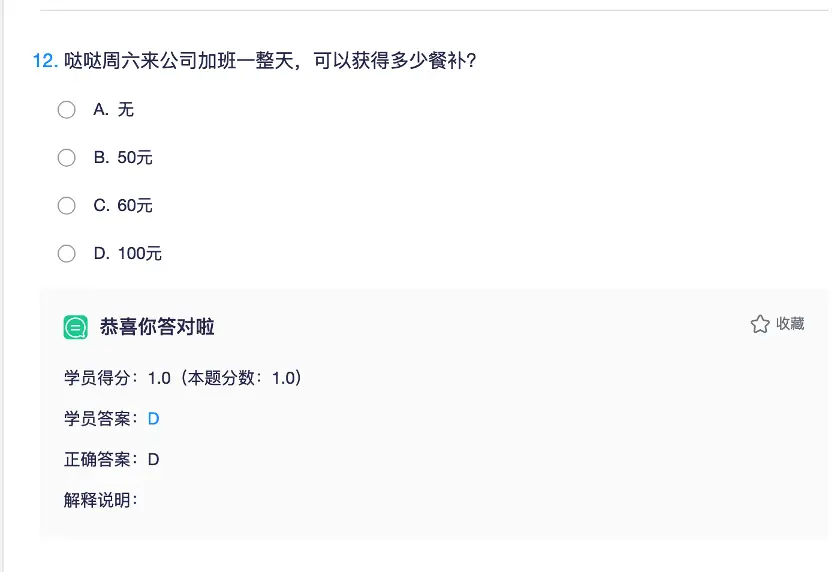 12. 哒哒周六来公司加班一整天，可以获得多少餐补?
A. 无
B. 50元
C. 60元
D. 100元
恭喜你答对啦
收藏
学员得分：1.0（本题分数：1.0）
学员答案：D
正确答案：D
解释说明：